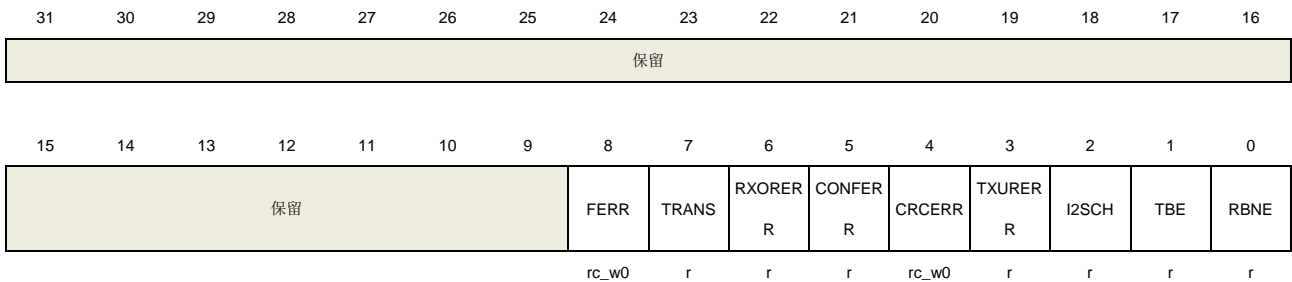 31 30 29 28 27 26 25 24 23 22 21 20 19 18 17 16
保留
15 14 13 12 11 10 9 8 7 6 5 4 3 2 1 0
保留 FERR TRANS RXORER CONFER CRCERR TXURER I2SCH TBE RBNE
R R R
rc_w0 r r r rc_w0 r r r r